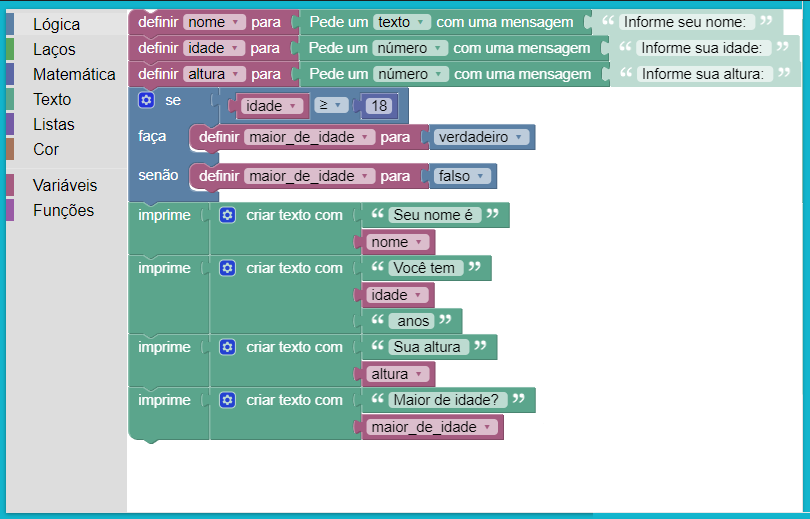 Lógica
Laços
Matemática
Texto
Listas
Cor
Variáveis
Funções
definir nome para Pede um texto com uma mensagem “ Informe seu nome: ”
definir idade para Pede um número com uma mensagem “ Informe sua idade: ”
definir altura para Pede um número com uma mensagem “ Informe sua altura: ”
se idade ≥ 18
faça definir maior_de_idade para verdadeiro
senão definir maior_de_idade para falso
imprime criar texto com “ Seu nome é ”
nome
imprime criar texto com “ Você tem ”
idade
“ anos ”
imprime criar texto com “ Sua altura ”
altura
imprime criar texto com “ Maior de idade? ”
maior_de_idade